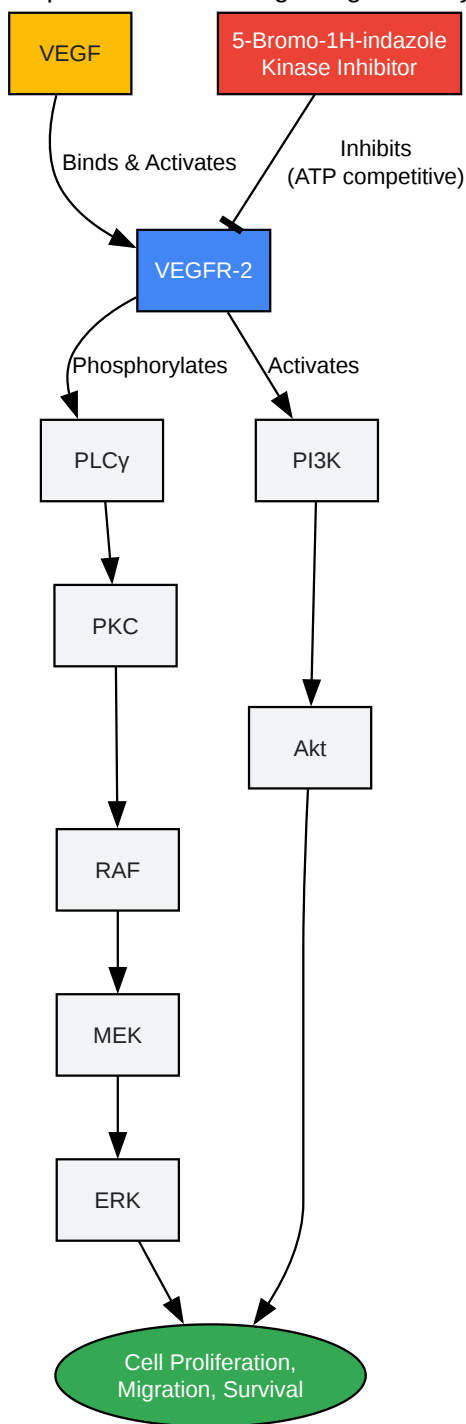 VEGF
5-Bromo-1H-indazole
Kinase Inhibitor
Binds & Activates
Inhibits
(ATP competitive)
VEGFR-2
Phosphorylates
Activates
PLCγ
PI3K
PKC
Akt
RAF
MEK
ERK
Cell Proliferation,
Migration, Survival